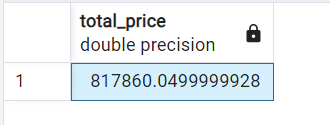 total_price
double precision
1
817860.0499999928